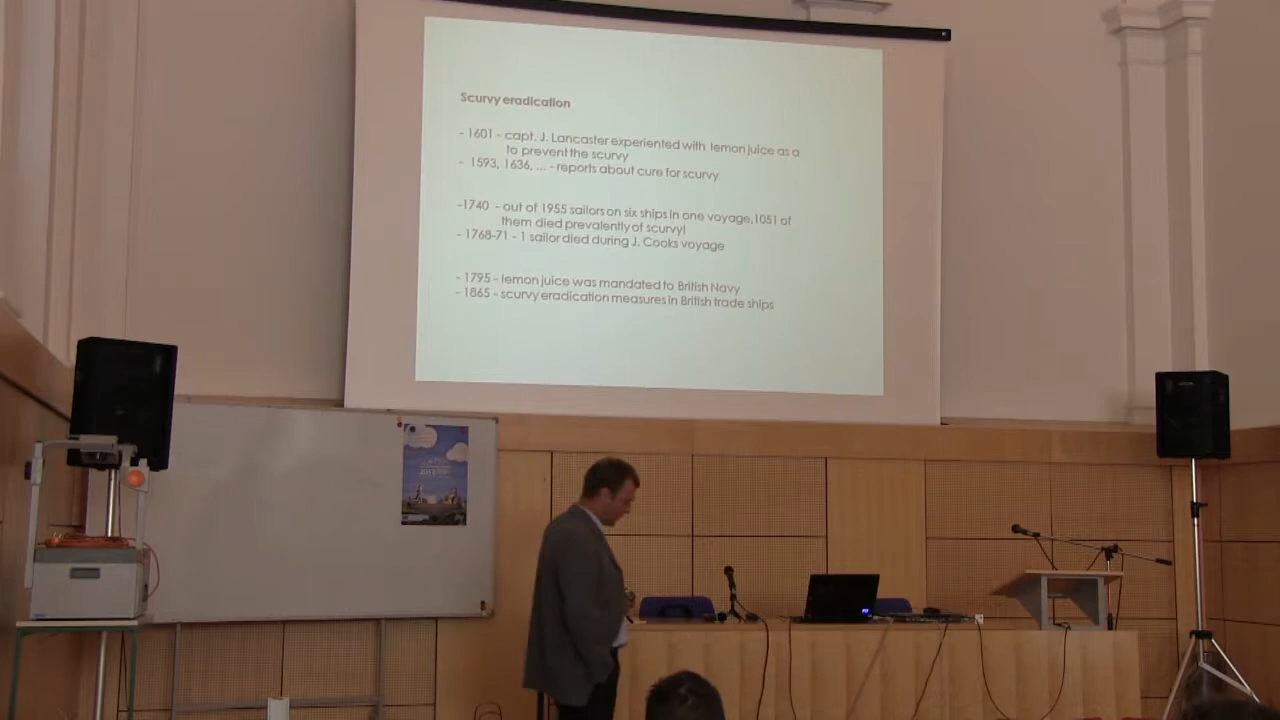 Scurvy eradication
- 1601 - capt. J. Lancaster experiented with lemon juice as a
to prevent the scurvy
- 1593, 1636, ... - reports about cure for scurvy
-1740 - out of 1955 sailors on six ships in one voyage,1051 of
them died prevalently of scurvy!
- 1768-71 - 1 sailor died during J. Cooks voyage
- 1795 - lemon juice was mandated to British Navy
- 1865 - scurvy eradication measures in British trade ships